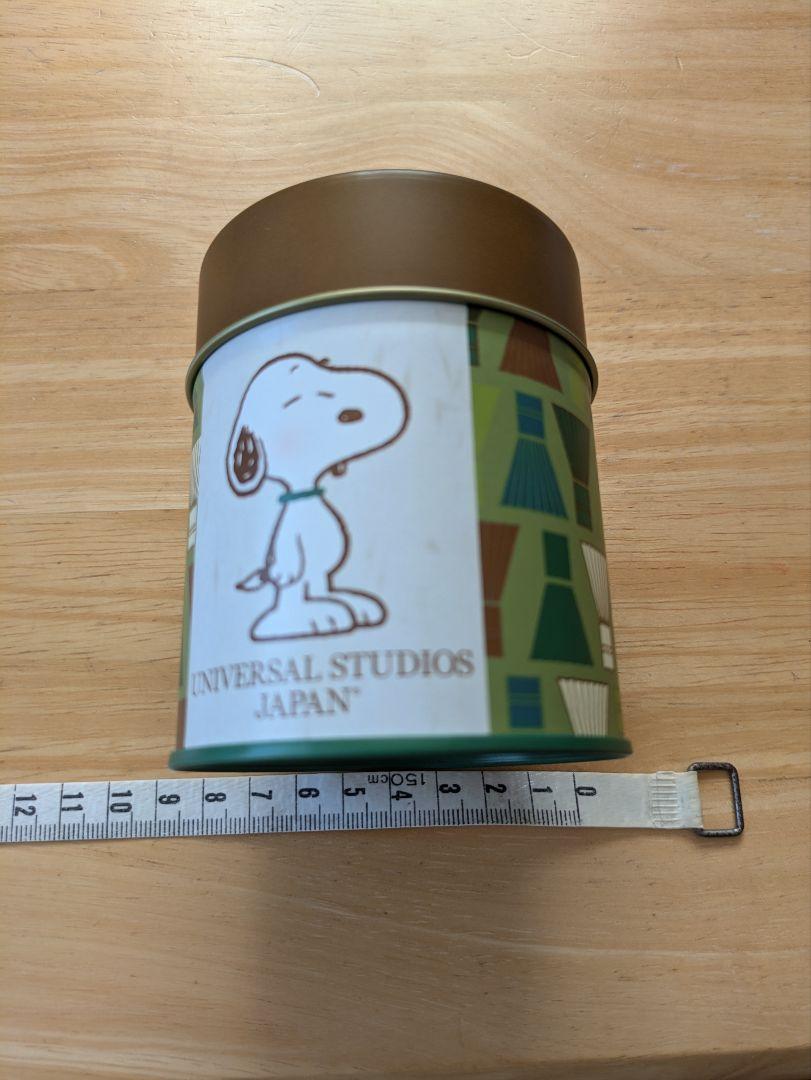 UNIVERSAL STUDIOS
JAPAN®
12 11 10 9 8 7 6 5 4 3 2 1 0
150cm